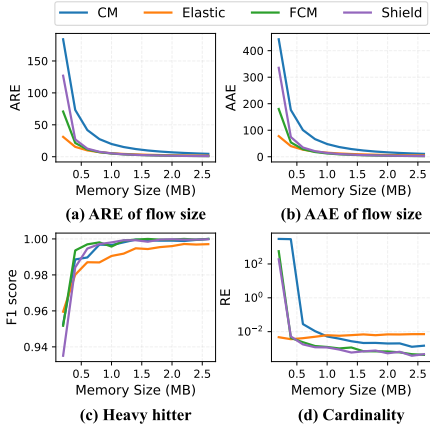 CM Elastic FCM Shield
ARE
150
100
50
0
0.5 1.0 1.5 2.0 2.5
Memory Size (MB)
(a) ARE of flow size
AAE
400
300
200
100
0
0.5 1.0 1.5 2.0 2.5
Memory Size (MB)
(b) AAE of flow size
F1 score
1.00
0.98
0.96
0.94
0.5 1.0 1.5 2.0 2.5
Memory Size (MB)
(c) Heavy hitter
RE
10²
10⁰
10⁻²
0.5 1.0 1.5 2.0 2.5
Memory Size (MB)
(d) Cardinality